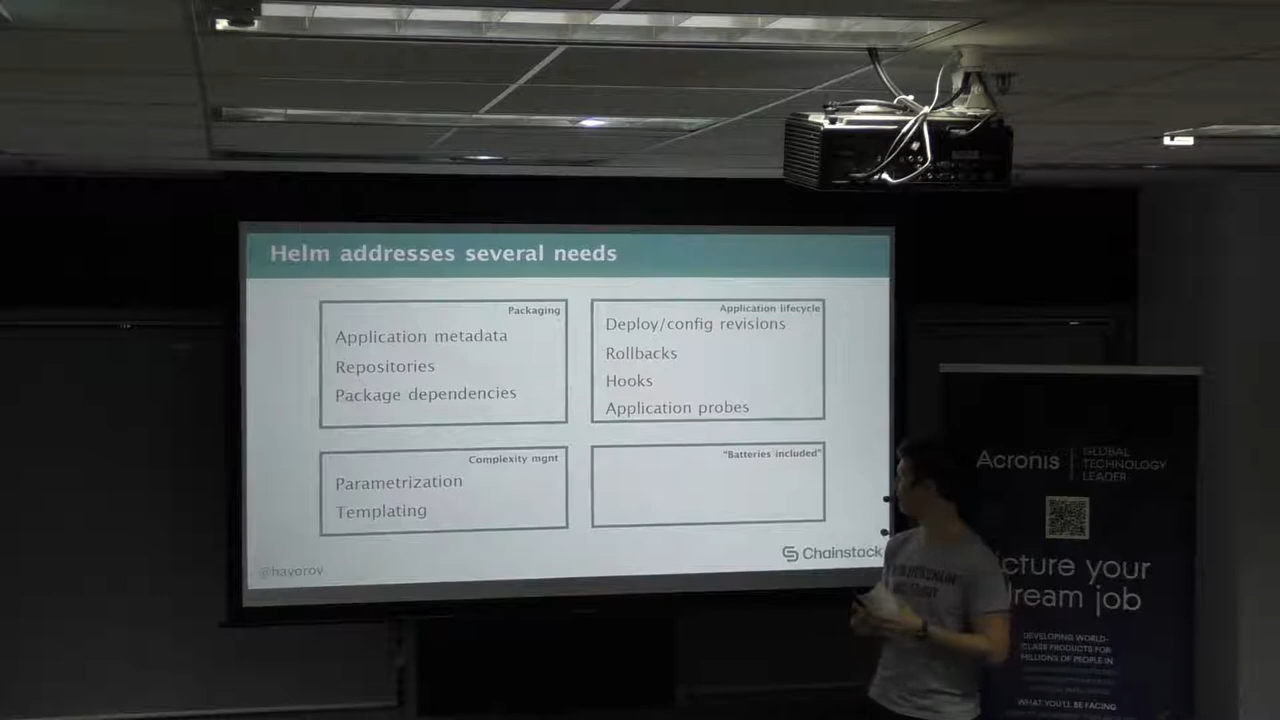 Helm addresses several needs
Packaging
Application metadata
Repositories
Package dependencies
Application lifecycle
Deploy/config revisions
Rollbacks
Hooks
Application probes
Complexity mgnt
Parametrization
Templating
"Batteries included"
@havorov
Chainstack
Acronis
GLOBAL
TECHNOLOGY
LEADER
cture your
ream job
DEVELOPING WORLD-
CLASS PRODUCTS FOR
MILLIONS OF PEOPLE IN
WHAT YOU'LL BE FACING